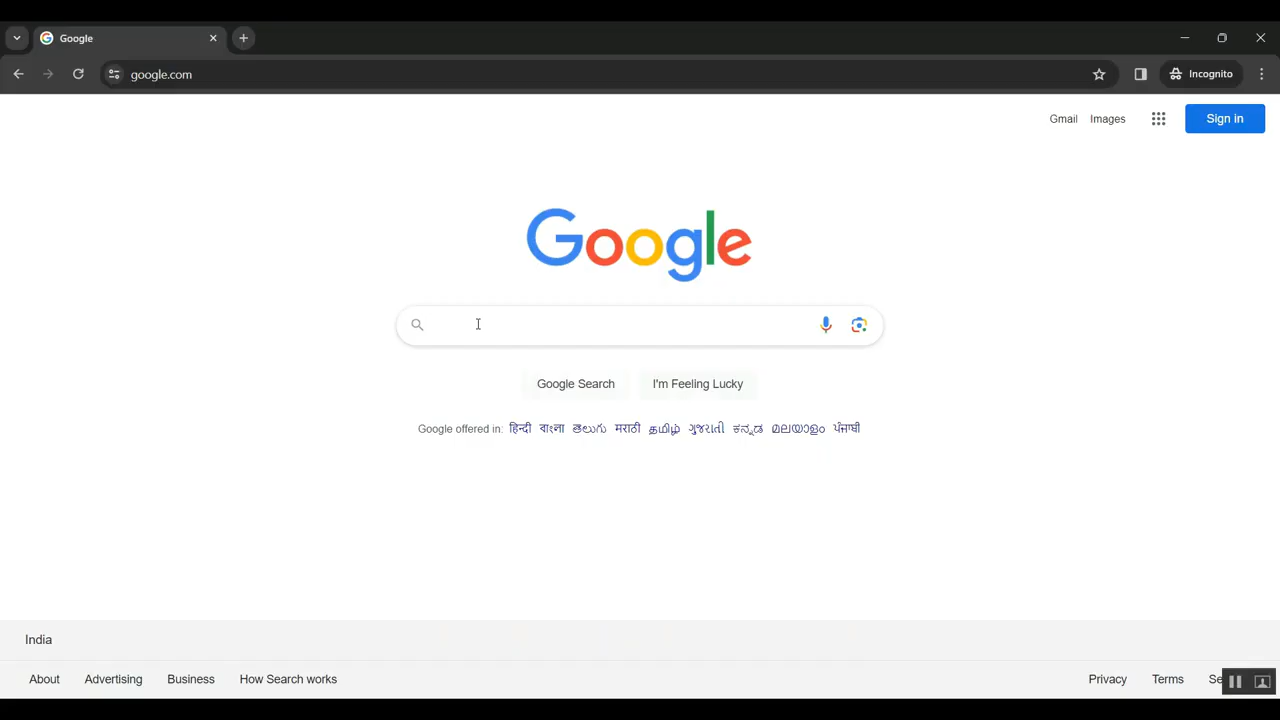 Google
google.com
Incognito
Gmail Images Sign in
Google
Google Search I'm Feeling Lucky
Google offered in: हिन्दी বাংলা తెలుగు मराठी தமிழ் ગુજરાતી ಕನ್ನಡ മലയാളം ਪੰਜਾਬੀ
India
About Advertising Business How Search works Privacy Terms